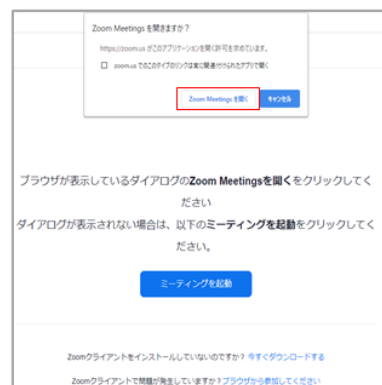 Zoom Meetings を開きますか？
https://zoom.us がこのアプリケーションを開く許可を求めています。
zoom.us でのこのタイプのリンクは常に関連付けられたアプリで開く
Zoom Meetings を開く キャンセル
ブラウザが表示しているダイアログのZoom Meetingsを開くをクリックしてく
ださい
ダイアログが表示されない場合は、以下のミーティングを起動をクリックしてく
ださい。
ミーティングを起動
Zoomクライアントをインストールしていないのですか？ 今すぐダウンロードする
Zoomクライアントで問題が発生していますか？ブラウザから参加してください